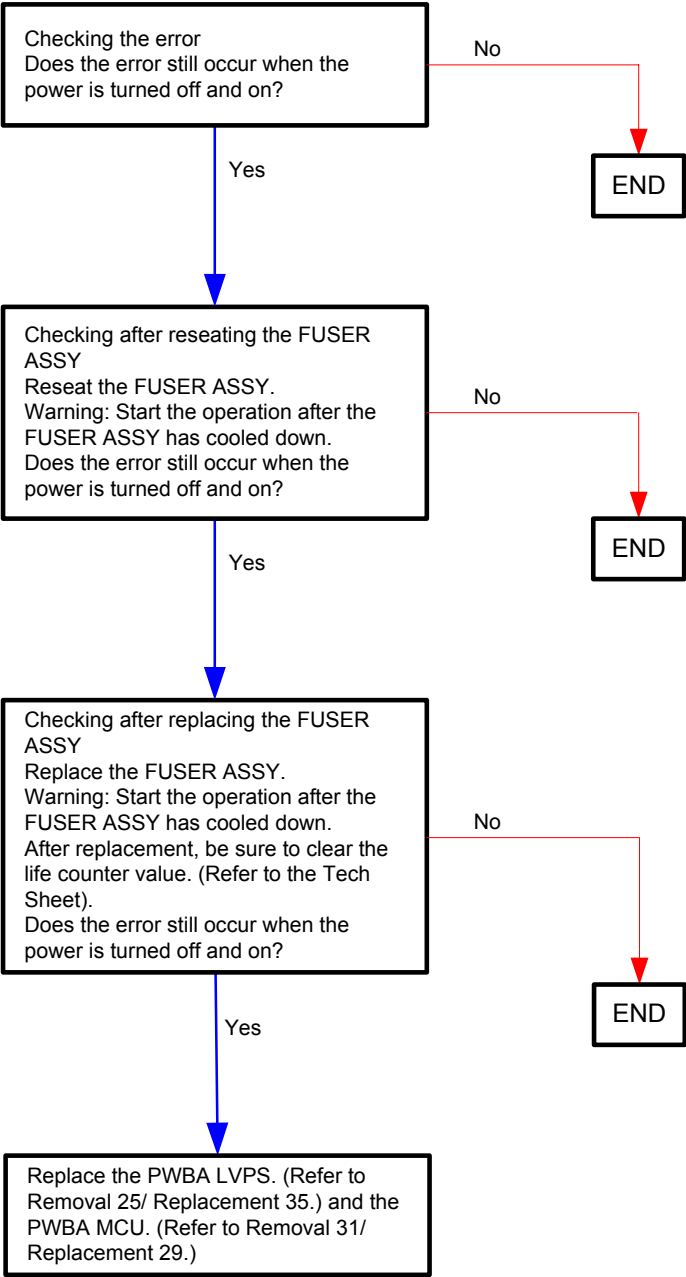 Checking the error
Does the error still occur when the
power is turned off and on?
No
END
Yes
Checking after reseating the FUSER
ASSY
Reseat the FUSER ASSY.
Warning: Start the operation after the
FUSER ASSY has cooled down.
Does the error still occur when the
power is turned off and on?
No
END
Yes
Checking after replacing the FUSER
ASSY
Replace the FUSER ASSY.
Warning: Start the operation after the
FUSER ASSY has cooled down.
After replacement, be sure to clear the
life counter value. (Refer to the Tech
Sheet).
Does the error still occur when the
power is turned off and on?
No
END
Yes
Replace the PWBA LVPS. (Refer to
Removal 25/ Replacement 35.) and the
PWBA MCU. (Refer to Removal 31/
Replacement 29.)